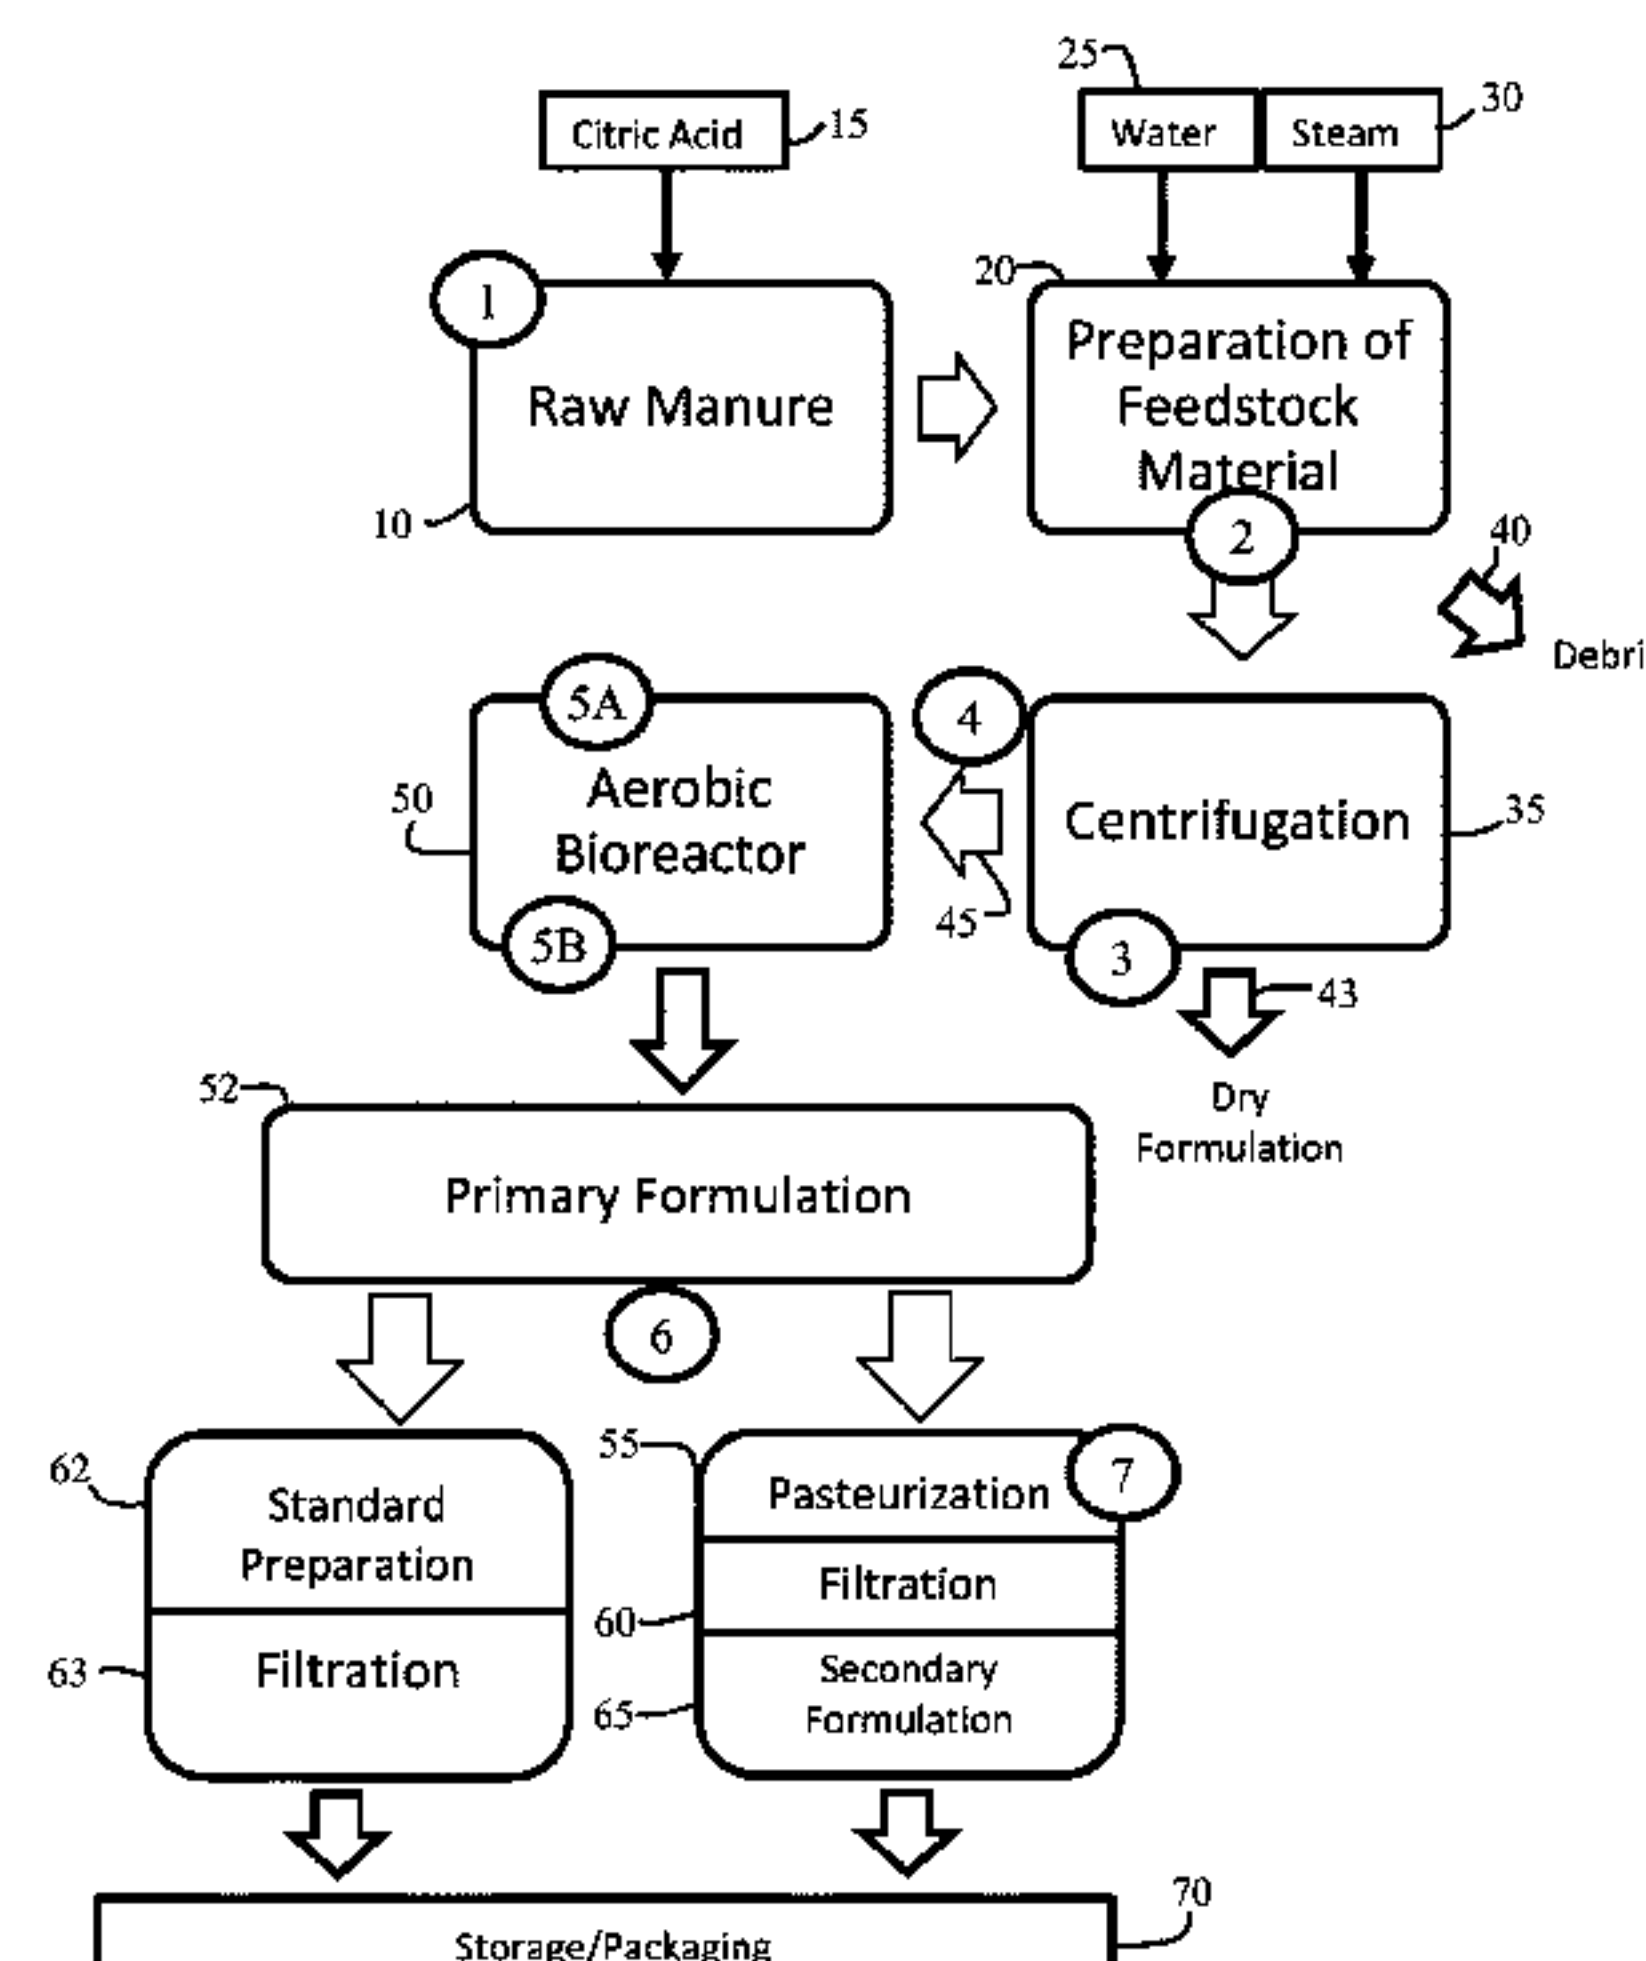 25
30
Citric Acid
15
Water
Steam
20
1
Raw Manure
10
Preparation of
Feedstock
Material
2
40
Debri
5A
Aerobic
Bioreactor
50
5B
4
45
Centrifugation
35
3
43
Dry
Formulation
52
Primary Formulation
6
62
Standard
Preparation
63
Filtration
55
Pasteurization
7
60
Filtration
65
Secondary
Formulation
70
Storage/Packaging